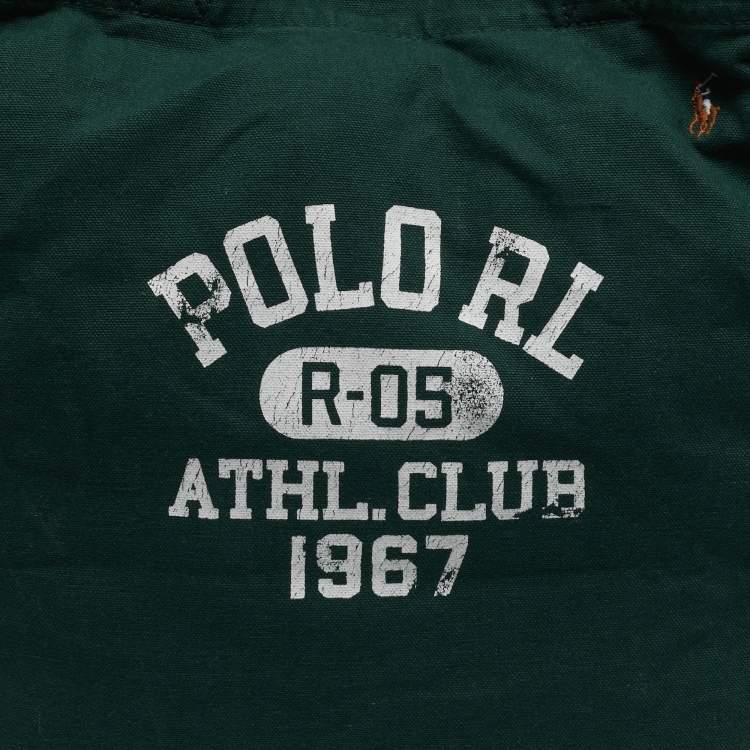 POLO RL
R-05
ATHL. CLUB
1967